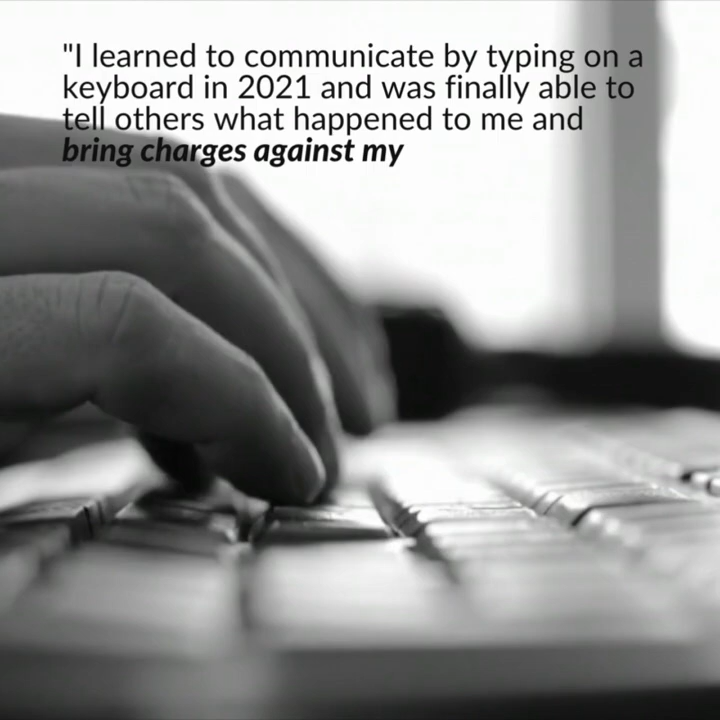 "I learned to communicate by typing on a
keyboard in 2021 and was finally able to
tell others what happened to me and
bring charges against my